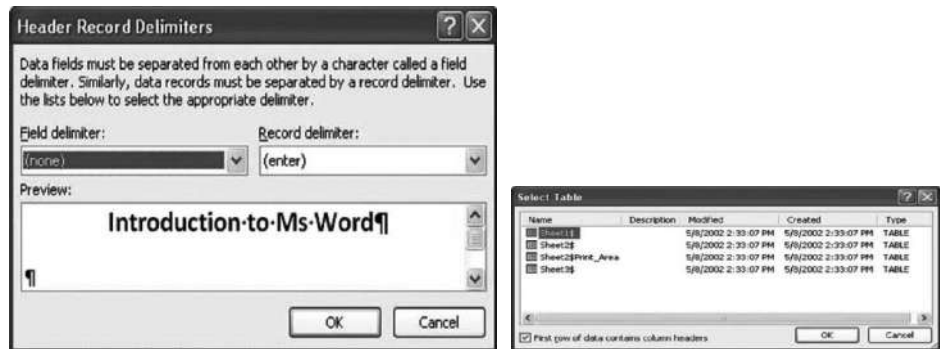 Header Record Delimiters
Data fields must be separated from each other by a character called a field
delimiter. Similarly, data records must be separated by a record delimiter. Use
the lists below to select the appropriate delimiter.
Field delimiter: Record delimiter:
(none) (enter)
Preview:
Introduction·to·Ms·Word¶
¶
OK Cancel
Select Table
Name Description Modified Created Type
Sheet1$ 5/8/2002 2:33:07 PM 5/8/2002 2:33:07 PM TABLE
Sheet2$ 5/8/2002 2:33:07 PM 5/8/2002 2:33:07 PM TABLE
Sheet2$Print_Area 5/8/2002 2:33:07 PM 5/8/2002 2:33:07 PM TABLE
Sheet3$ 5/8/2002 2:33:07 PM 5/8/2002 2:33:07 PM TABLE
First row of data contains column headers OK Cancel